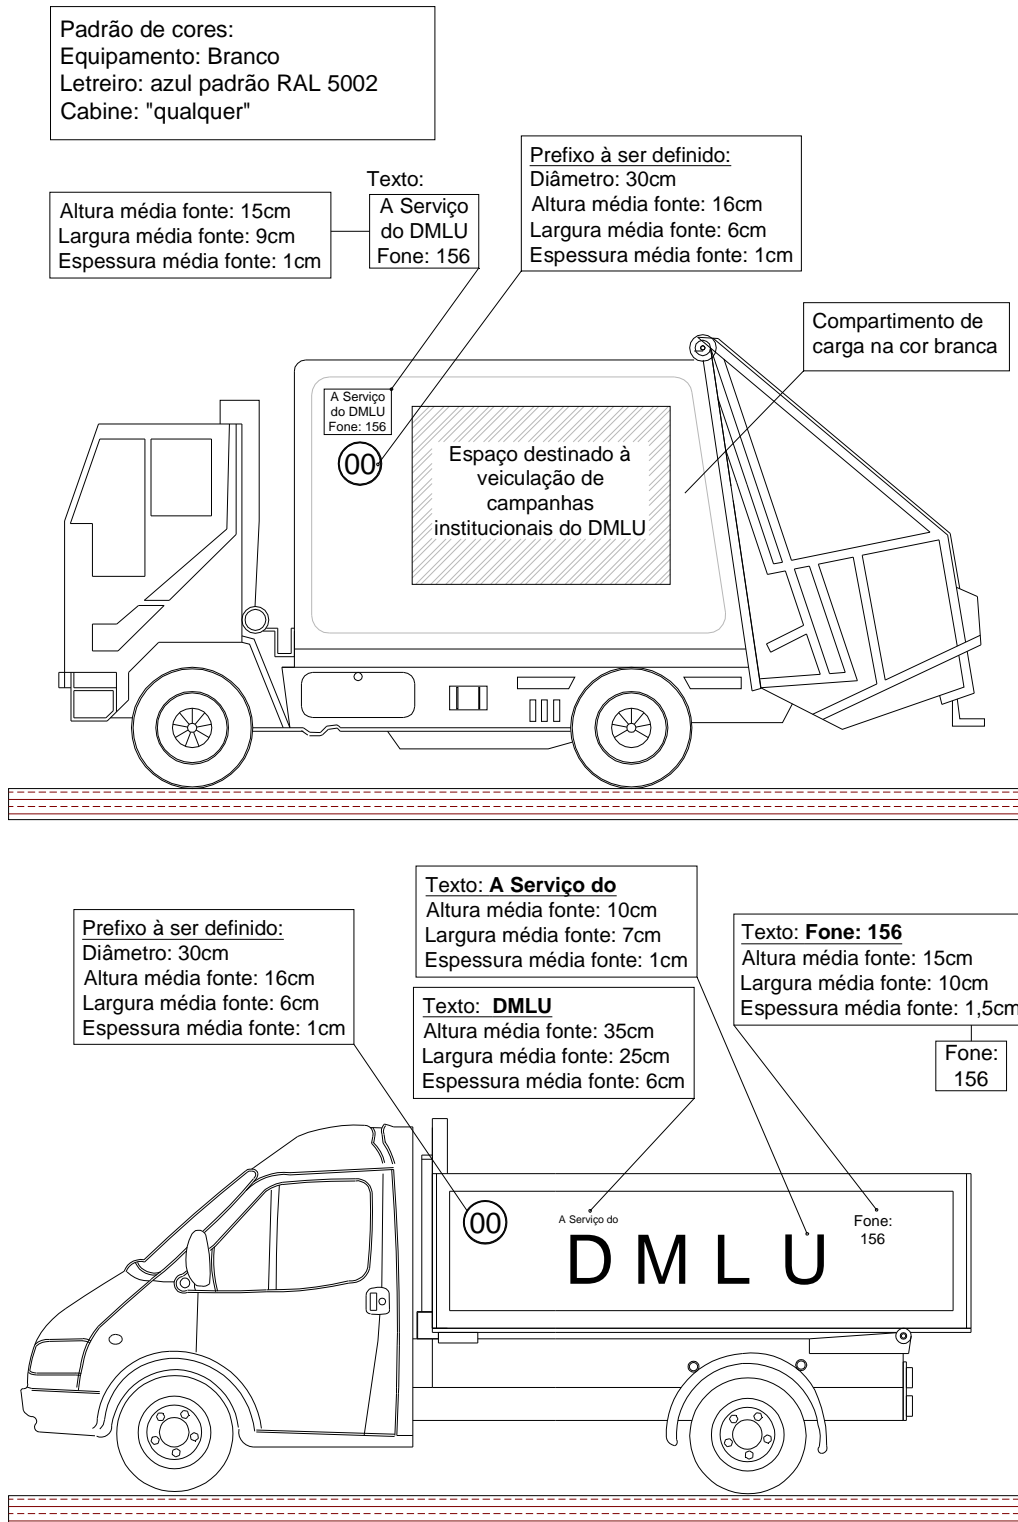 Padrão de cores:
Equipamento: Branco
Letreiro: azul padrão RAL 5002
Cabine: "qualquer"
Altura média fonte: 15cm
Largura média fonte: 9cm
Espessura média fonte: 1cm
Texto:
A Serviço
do DMLU
Fone: 156
Prefixo à ser definido:
Diâmetro: 30cm
Altura média fonte: 16cm
Largura média fonte: 6cm
Espessura média fonte: 1cm
Compartimento de
carga na cor branca
A Serviço
do DMLU
Fone: 156
00
Espaço destinado à
veiculação de
campanhas
institucionais do DMLU
Prefixo à ser definido:
Diâmetro: 30cm
Altura média fonte: 16cm
Largura média fonte: 6cm
Espessura média fonte: 1cm
Texto: A Serviço do
Altura média fonte: 10cm
Largura média fonte: 7cm
Espessura média fonte: 1cm
Texto: DMLU
Altura média fonte: 35cm
Largura média fonte: 25cm
Espessura média fonte: 6cm
Texto: Fone: 156
Altura média fonte: 15cm
Largura média fonte: 10cm
Espessura média fonte: 1,5cm
Fone:
156
00
A Serviço do
D M L U
Fone:
156